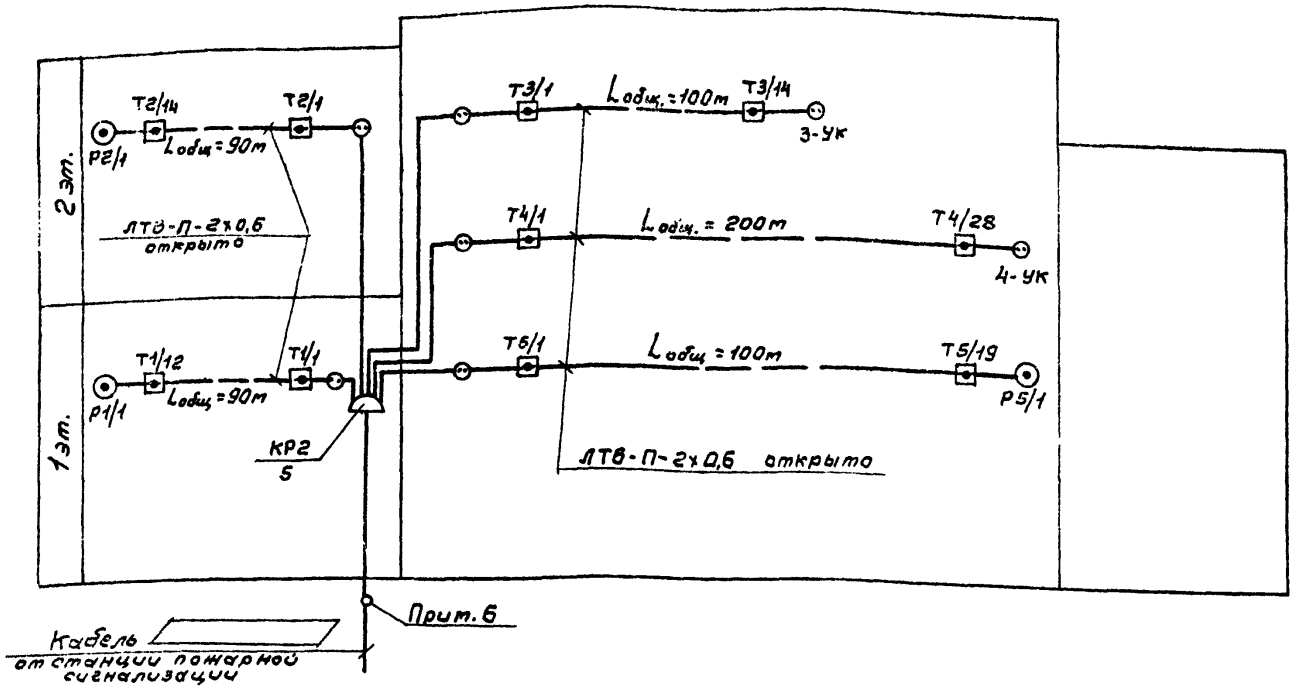 Т2/14
Т2/1
Р2/1
Lобщ=90м
Т3/1
Lобщ.=100м
Т3/14
3-УК
2 эт.
ЛТВ-П-2х0,6
открыто
Т4/1
Lобщ. = 200м
Т4/28
4-УК
Т1/12
Т1/1
Р1/1
Lобщ=90м
Т5/1
Lобщ=100м
Т5/19
Р5/1
1 эт.
КР2
5
ЛТВ-П-2х0,6 открыто
Прим. 6
Кабель
от станции пожарной
сигнализации